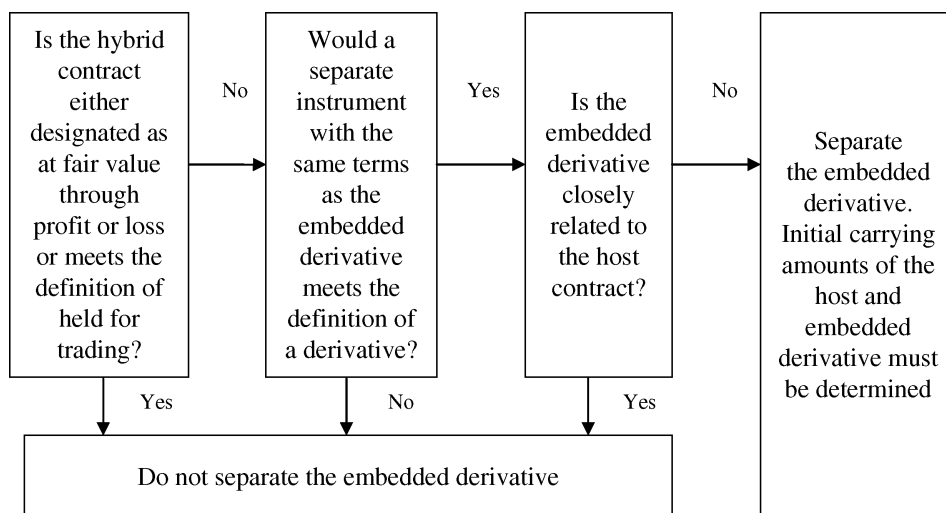 Is the hybrid
contract
either
designated as
at fair value
through
profit or loss
or meets the
definition of
held for
trading?
No
Would a
separate
instrument
with the
same terms
as the
embedded
derivative
meets the
definition of
a derivative?
Yes
Is the
embedded
derivative
closely
related to
the host
contract?
No
Separate
the embedded
derivative.
Initial carrying
amounts of the
host and
embedded
derivative must
be determined
Yes
No
Yes
Do not separate the embedded derivative